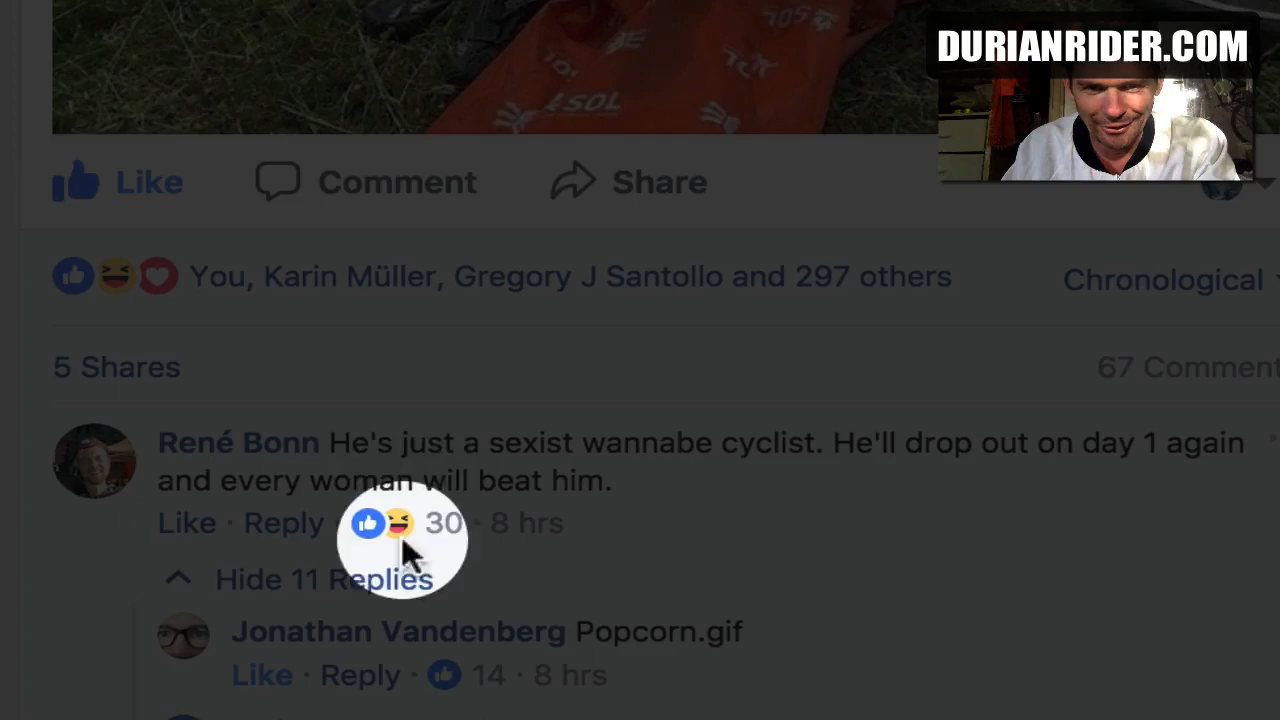 DURIANRIDER.COM
ESOL
Like Comment Share
You, Karin Müller, Gregory J Santollo and 297 others
Chronological
5 Shares
67 Comment
René Bonn He's just a sexist wannabe cyclist. He'll drop out on day 1 again
and every woman will beat him.
Like · Reply · 30 · 8 hrs
Hide 11 Replies
Jonathan Vandenberg Popcorn.gif
Like · Reply · 14 · 8 hrs